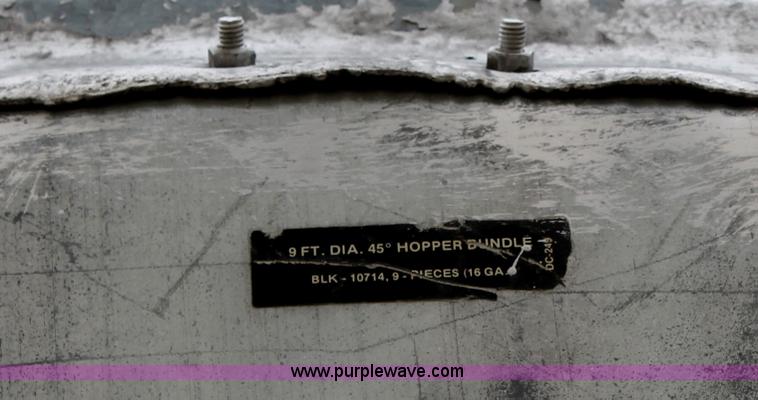 9 FT. DIA. 45° HOPPER BUNDLE
BLK - 10714, 9 - PIECES (16 GA
DC-249
www.purplewave.com